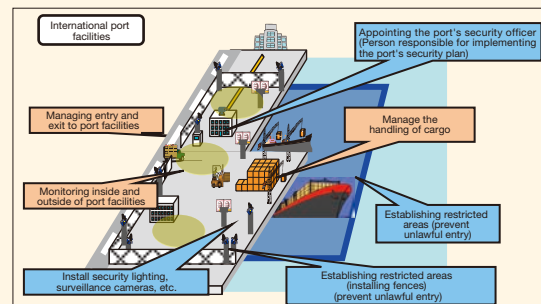 International port
facilities
Appointing the port's security officer
(Person responsible for implementing
the port's security plan)
Managing entry and
exit to port facilities
Manage the
handling of cargo
Monitoring inside and
outside of port facilities
Establishing restricted
areas (prevent
unlawful entry)
Install security lighting,
surveillance cameras, etc.
Establishing restricted areas
(installing fences)
(prevent unlawful entry)